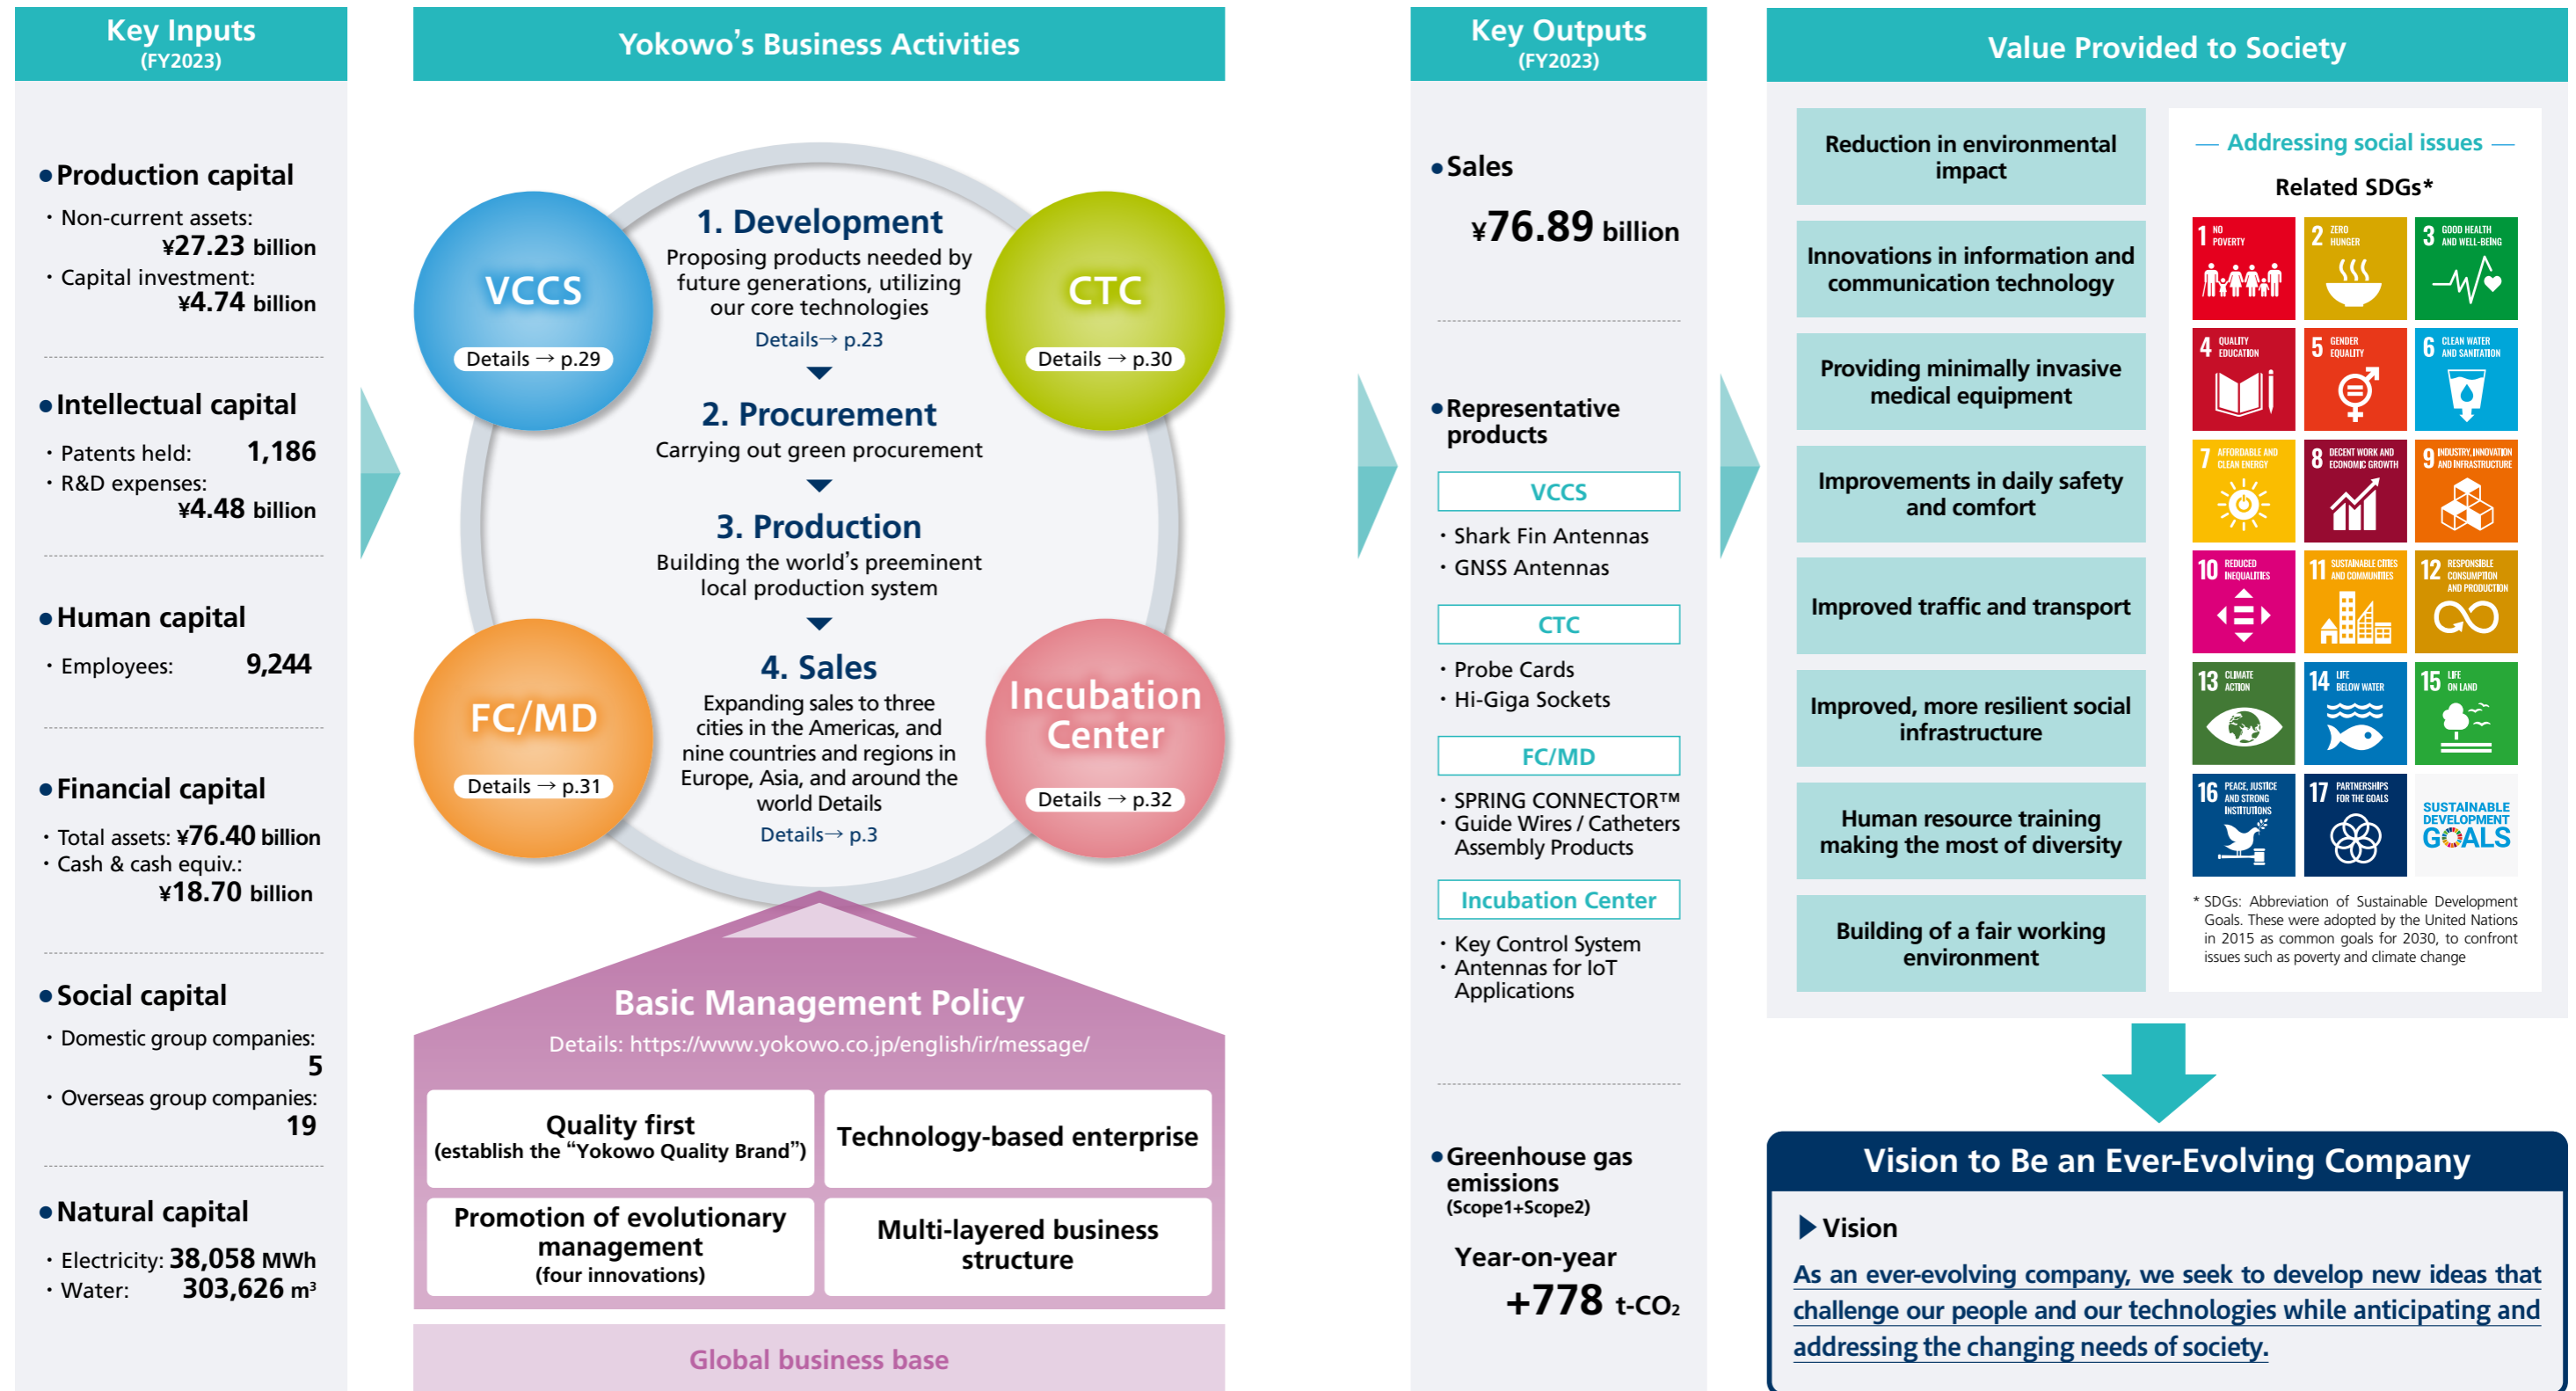 Key Inputs
(FY2023)
●Production capital
・Non-current assets:
¥27.23 billion
・Capital investment:
¥4.74 billion
●Intellectual capital
・Patents held: 1,186
・R&D expenses:
¥4.48 billion
●Human capital
・Employees: 9,244
●Financial capital
・Total assets: ¥76.40 billion
・Cash & cash equiv.:
¥18.70 billion
●Social capital
・Domestic group companies:
5
・Overseas group companies:
19
●Natural capital
・Electricity: 38,058 MWh
・Water: 303,626 m³
Yokowo's Business Activities
VCCS
Details → p.29
CTC
Details → p.30
1. Development
Proposing products needed by
future generations, utilizing
our core technologies
Details→ p.23
2. Procurement
Carrying out green procurement
3. Production
Building the world's preeminent
local production system
4. Sales
Expanding sales to three
cities in the Americas, and
nine countries and regions in
Europe, Asia, and around the
world Details
Details→ p.3
FC/MD
Details → p.31
Incubation
Center
Details → p.32
Basic Management Policy
Details: https://www.yokowo.co.jp/english/ir/message/
Quality first
(establish the “Yokowo Quality Brand”)
Technology-based enterprise
Promotion of evolutionary
management
(four innovations)
Multi-layered business
structure
Global business base
Key Outputs
(FY2023)
●Sales
¥76.89 billion
●Representative
products
VCCS
・Shark Fin Antennas
・GNSS Antennas
CTC
・Probe Cards
・Hi-Giga Sockets
FC/MD
・SPRING CONNECTOR™
・Guide Wires / Catheters
Assembly Products
Incubation Center
・Key Control System
・Antennas for IoT
Applications
●Greenhouse gas
emissions
(Scope1+Scope2)
Year-on-year
+778 t-CO₂
Value Provided to Society
Reduction in environmental
impact
Innovations in information and
communication technology
Providing minimally invasive
medical equipment
Improvements in daily safety
and comfort
Improved traffic and transport
Improved, more resilient social
infrastructure
Human resource training
making the most of diversity
Building of a fair working
environment
Addressing social issues
Related SDGs*
1 NO
POVERTY
2 ZERO
HUNGER
3 GOOD HEALTH
AND WELL-BEING
4 QUALITY
EDUCATION
5 GENDER
EQUALITY
6 CLEAN WATER
AND SANITATION
7 AFFORDABLE AND
CLEAN ENERGY
8 DECENT WORK AND
ECONOMIC GROWTH
9 INDUSTRY, INNOVATION
AND INFRASTRUCTURE
10 REDUCED
INEQUALITIES
11 SUSTAINABLE CITIES
AND COMMUNITIES
12 RESPONSIBLE
CONSUMPTION
AND PRODUCTION
13 CLIMATE
ACTION
14 LIFE
BELOW WATER
15 LIFE
ON LAND
16 PEACE, JUSTICE
AND STRONG
INSTITUTIONS
17 PARTNERSHIPS
FOR THE GOALS
SUSTAINABLE
DEVELOPMENT
GOALS
* SDGs: Abbreviation of Sustainable Development
Goals. These were adopted by the United Nations
in 2015 as common goals for 2030, to confront
issues such as poverty and climate change
Vision to Be an Ever-Evolving Company
▶Vision
As an ever-evolving company, we seek to develop new ideas that
challenge our people and our technologies while anticipating and
addressing the changing needs of society.